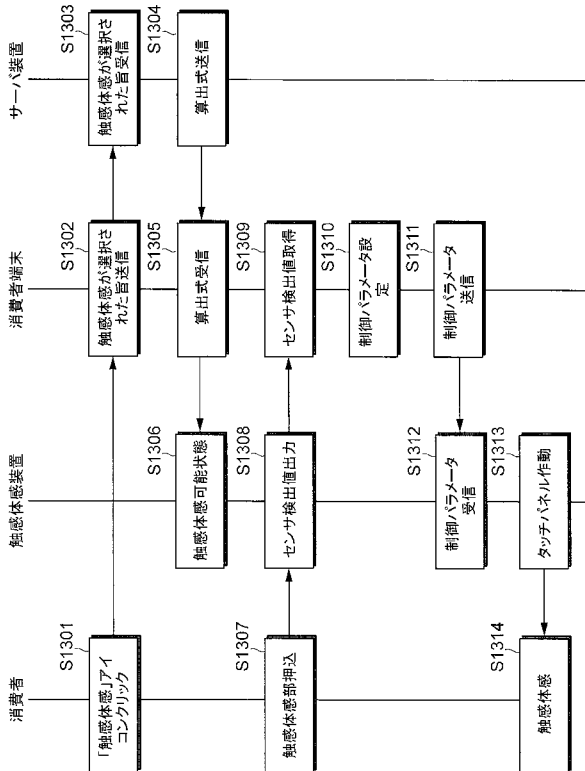 消費者
触感体感装置
消費者端末
サーバ装置
S1301
「触感体感」アイ
コンクリック
S1302
触感体感が選択さ
れた旨送信
S1303
触感体感が選択さ
れた旨受信
S1304
算出式送信
S1305
算出式受信
S1306
触感体感可能状態
S1307
触感体感部押込
S1308
センサ検出値出力
S1309
センサ検出値取得
S1310
制御パラメータ設
定
S1311
制御パラメータ
送信
S1312
制御パラメータ
受信
S1313
タッチパネル作動
S1314
触感体感